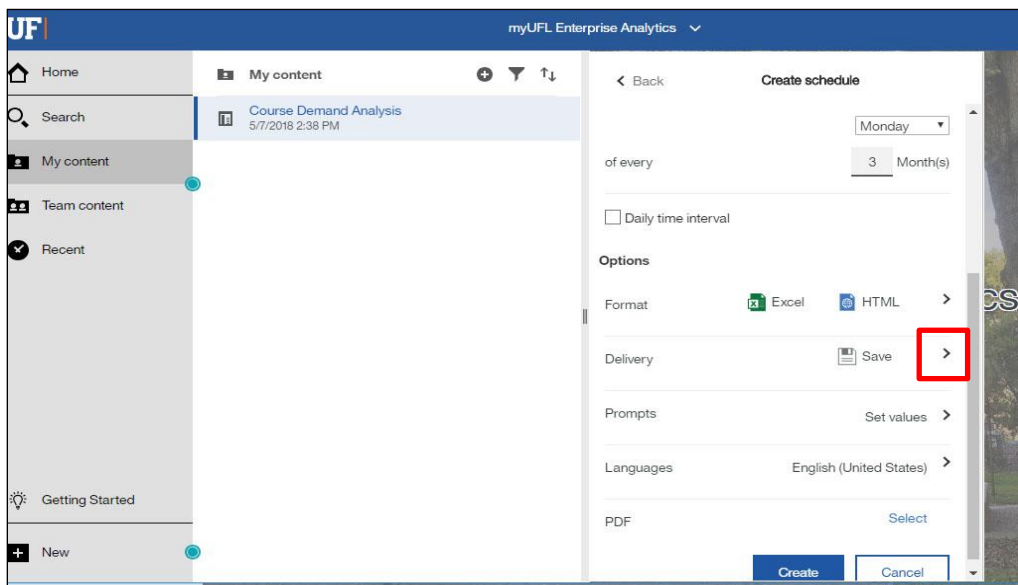 UF
myUFL Enterprise Analytics
Home
Search
My content
Team content
Recent
Getting Started
New
My content
Course Demand Analysis
5/7/2018 2:38 PM
Back
Create schedule
Monday
of every 3 Month(s)
Daily time interval
Options
Format Excel HTML
Delivery Save
Prompts Set values
Languages English (United States)
PDF Select
Create Cancel
CS